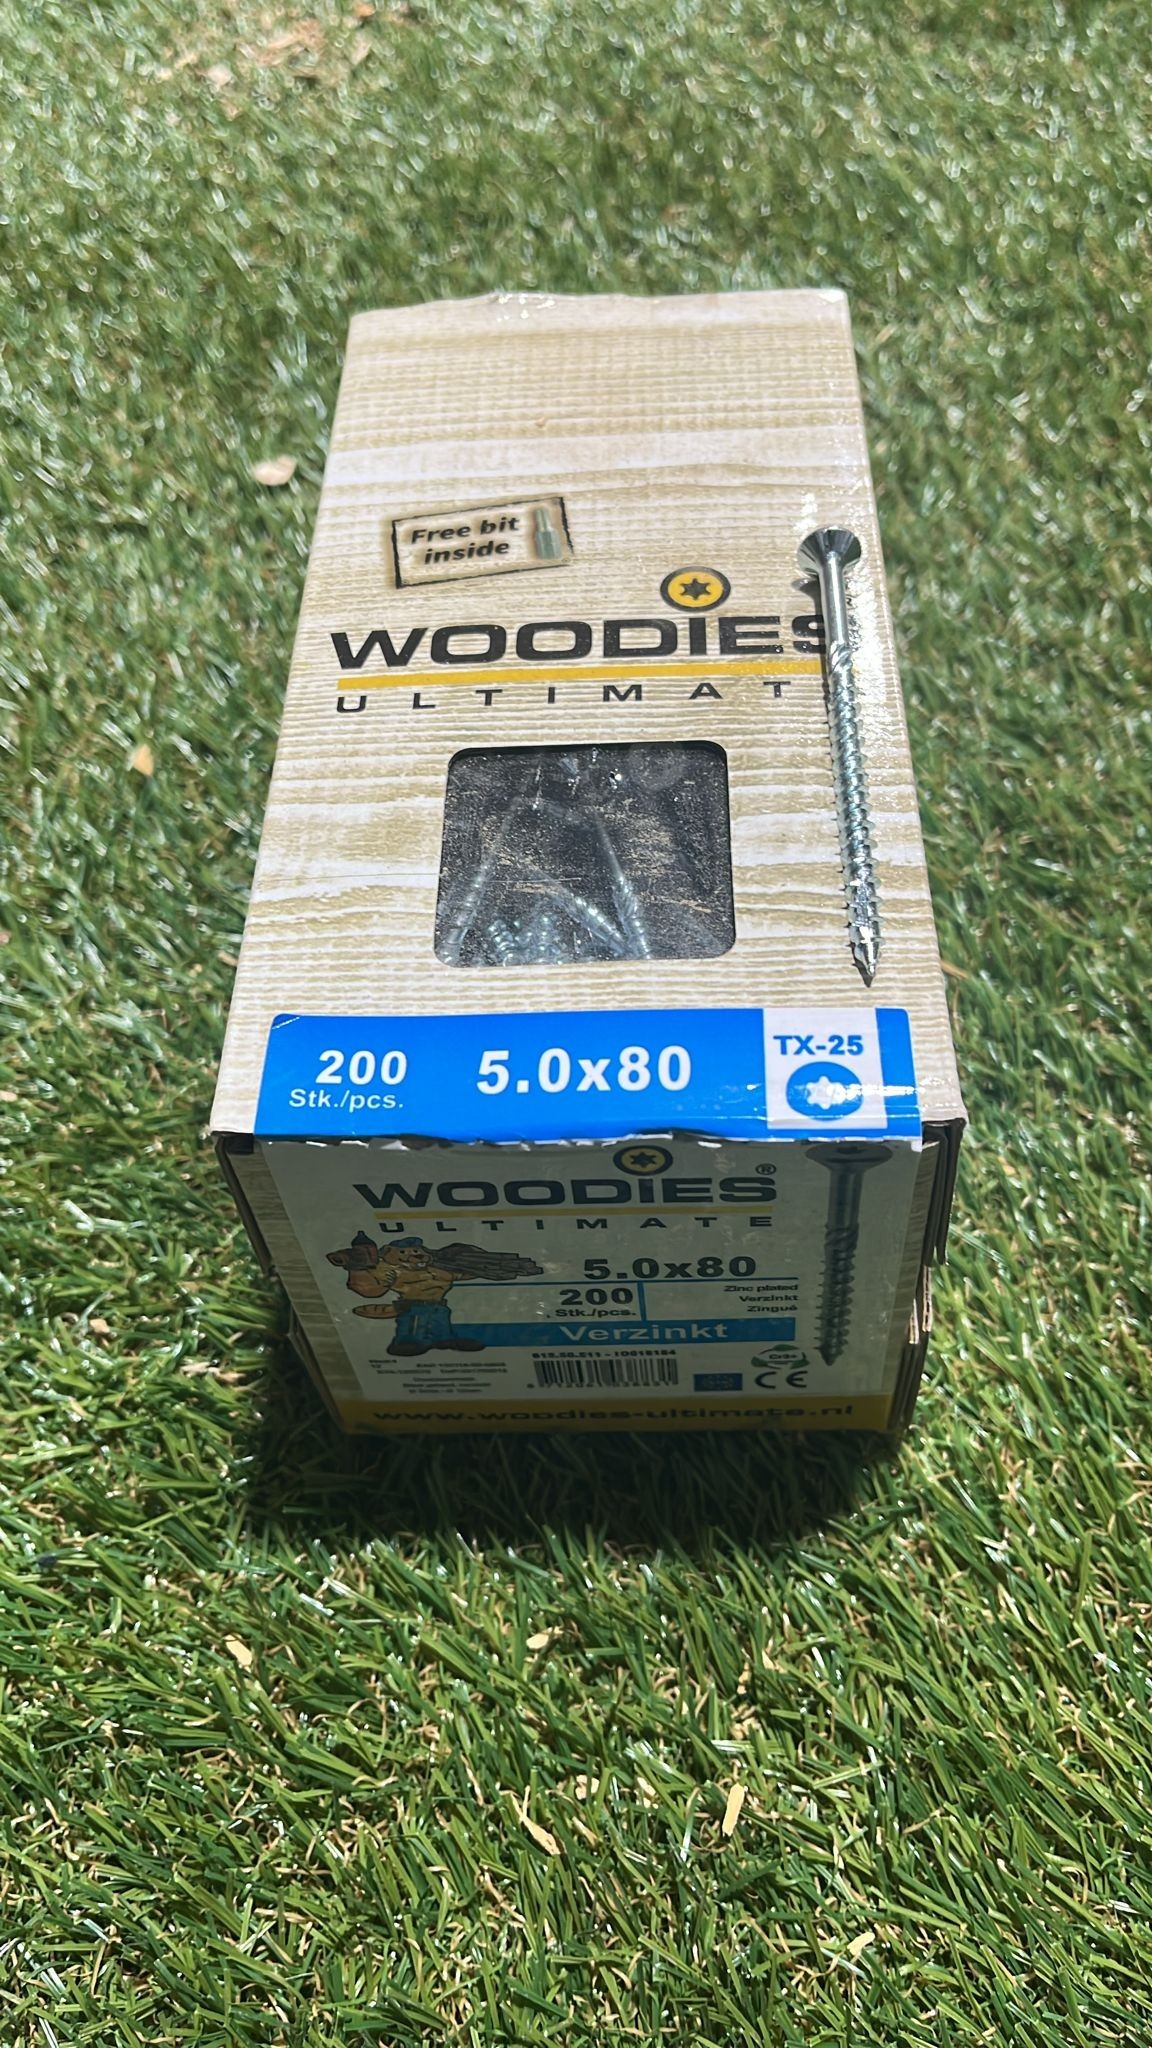 Free bit
inside
WOODIES
ULTIMAT
200
Stk./pcs.
5.0x80
TX-25
WOODIES®
ULTIMATE
5.0x80
200
Stk./pcs.
Zinc plated
Verzinkt
Zingué
Verzinkt
CE
www.woodies-ultimate.nl